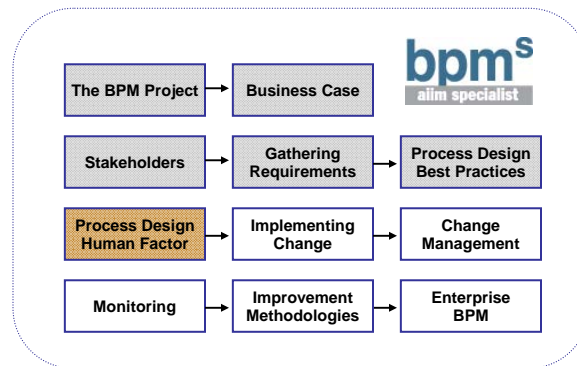 bpms
aiim specialist
The BPM Project
Business Case
Stakeholders
Gathering
Requirements
Process Design
Best Practices
Process Design
Human Factor
Implementing
Change
Change
Management
Monitoring
Improvement
Methodologies
Enterprise
BPM